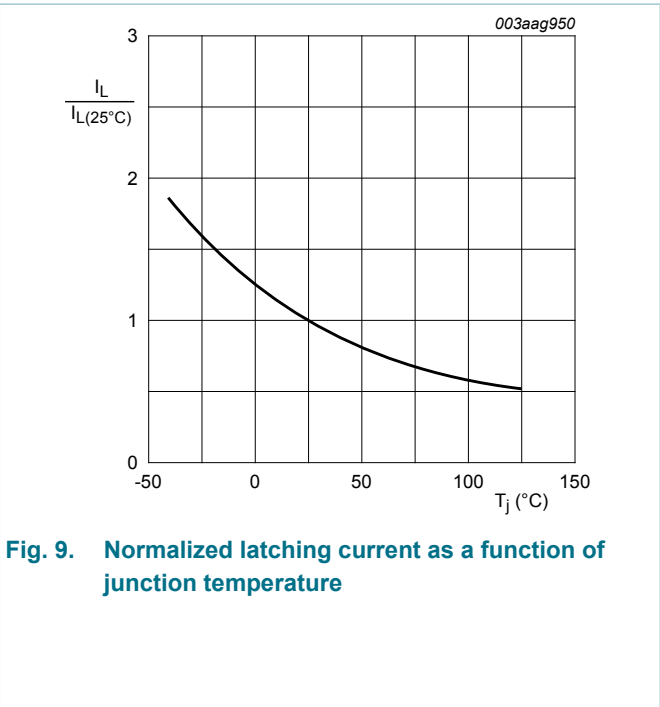 003aag950
3
I_L
I_L(25°C)
2
1
0
-50 0 50 100 150
T_j (°C)
Fig. 9. Normalized latching current as a function of
junction temperature